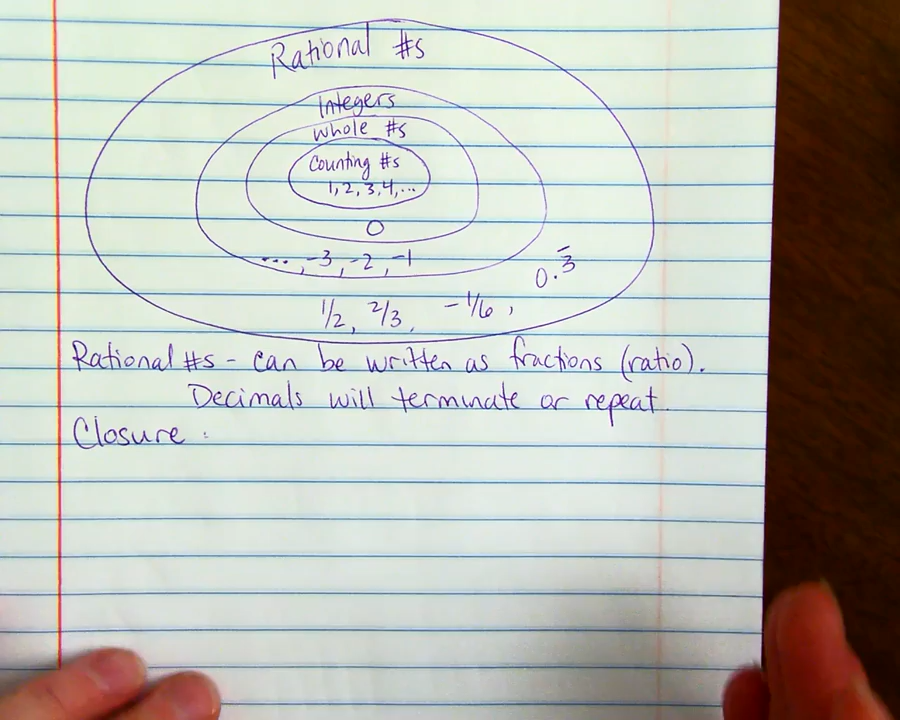 Rational #s
Integers
whole #s
Counting #s
1, 2, 3, 4, ...
0
... , -3, -2, -1
0.3̅
1/2, 2/3, -1/6,
Rational #s - can be written as fractions (ratio).
Decimals will terminate or repeat.
Closure: